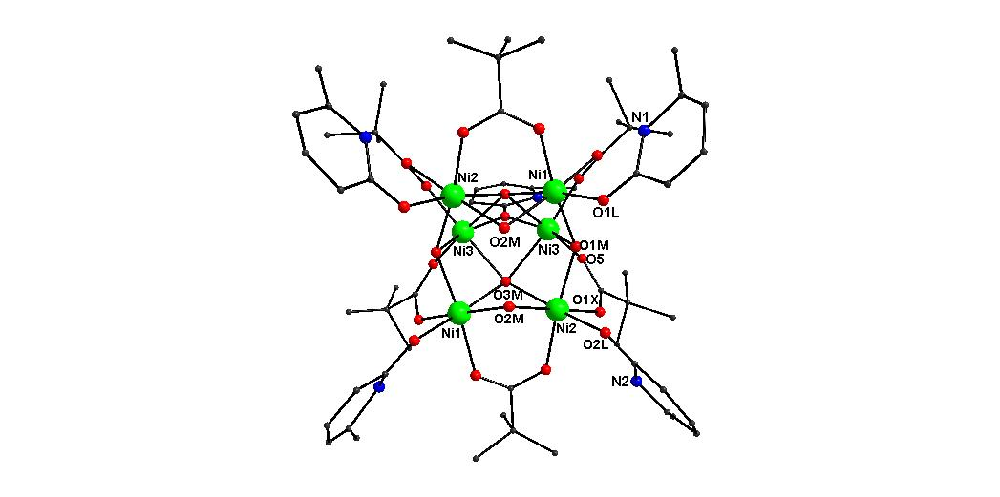 N1
Ni2
Ni1
O1L
O2M
Ni3
Ni3
O1M
O5
O3M
O1X
O2M
Ni1
Ni2
O2L
N2